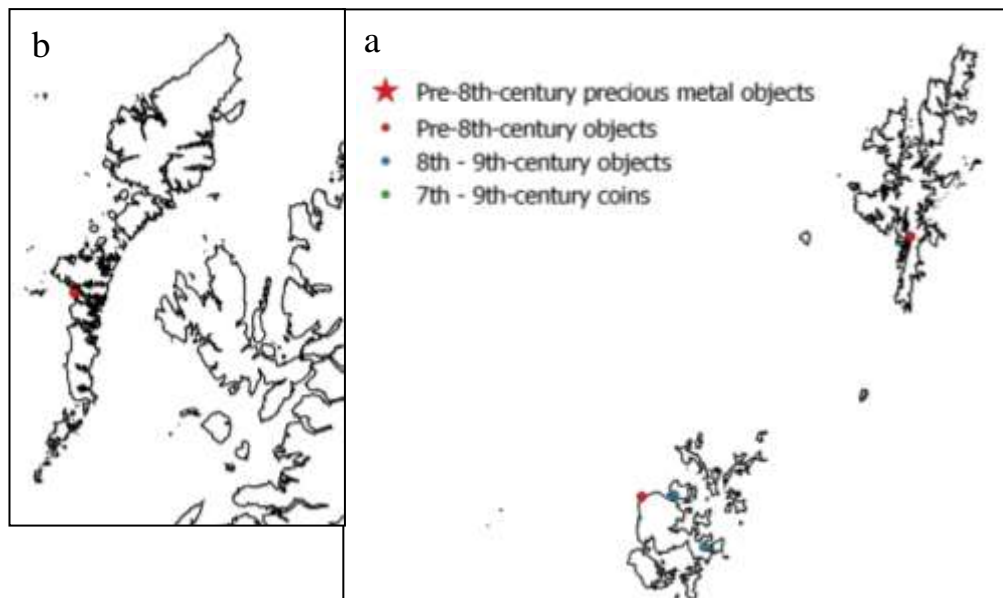 b
a
Pre-8th-century precious metal objects
Pre-8th-century objects
8th - 9th-century objects
7th - 9th-century coins